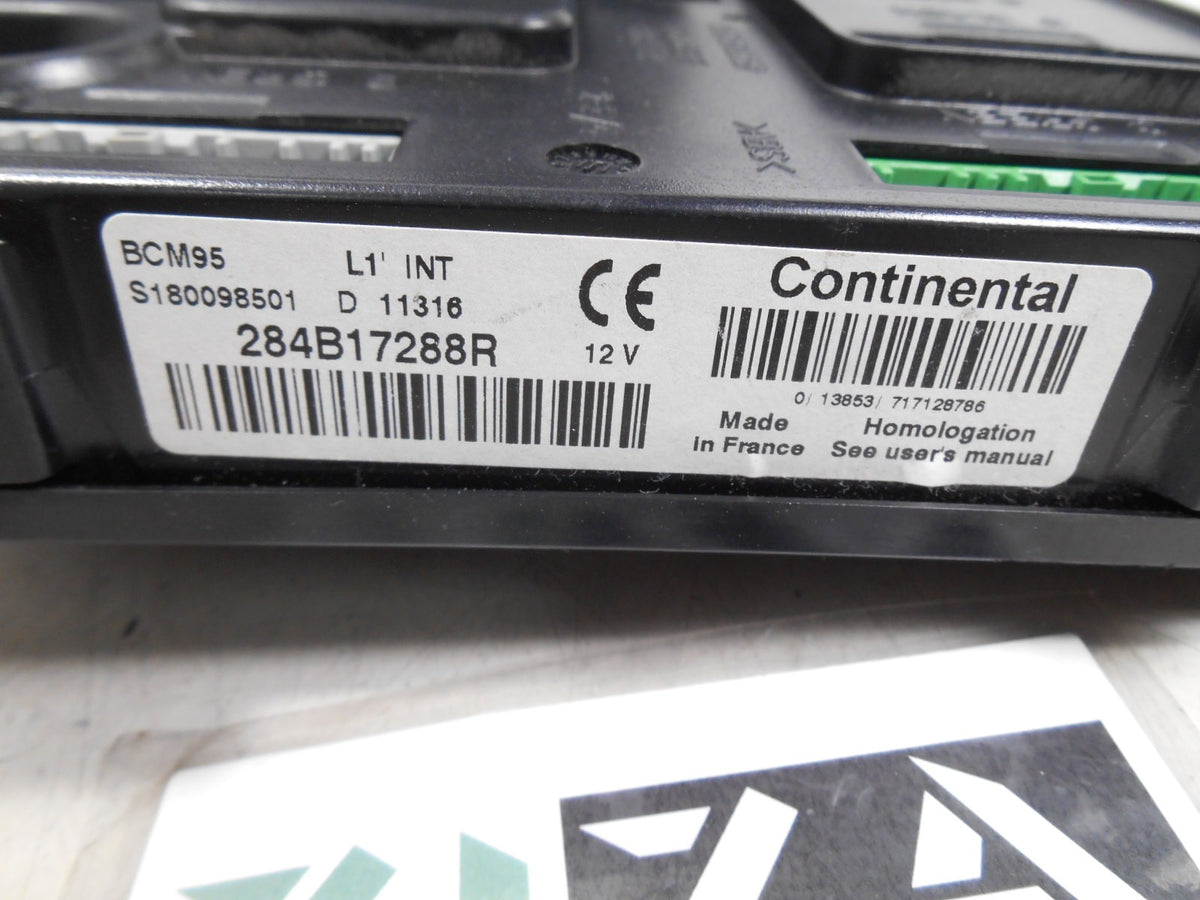 BCM95 L1' INT
S180098501 D 11316
284B17288R
12 V
Continental
0/ 13853/ 717128786
Made
in France
Homologation
See user's manual